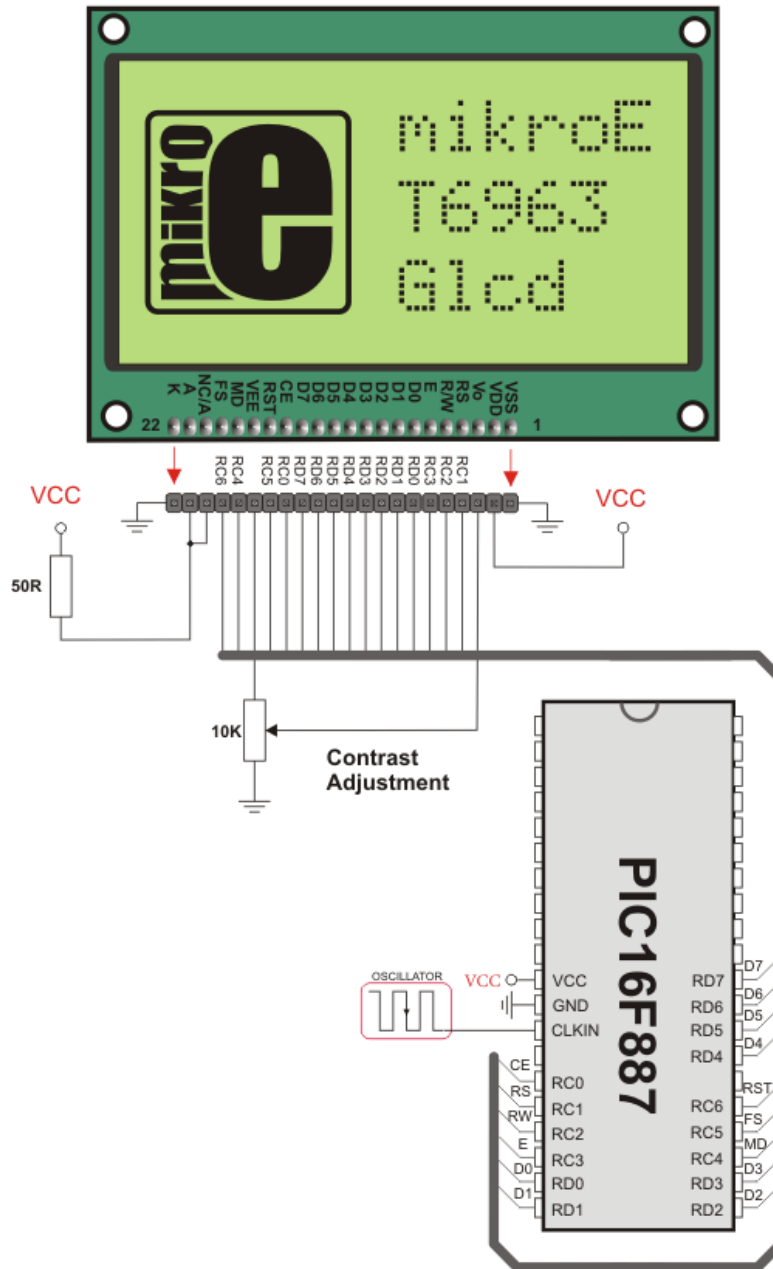 mikro
e
mikroE
T6963
Glcd
22 K A NC/A FS MD VEE RST CE D7 D6 D5 D4 D3 D2 D1 D0 E R/W RS Vo VDD VSS 1
RC6 RC4 RC5 RC0 RD7 RD6 RD5 RD4 RD3 RD2 RD1 RD0 RC3 RC2 RC1
VCC
VCC
50R
10K
Contrast
Adjustment
PIC16F887
OSCILLATOR
VCC
VCC
GND
CLKIN
CE
RC0
RS
RC1
RW
RC2
E
RC3
D0
RD0
D1
RD1
D7
RD7
D6
RD6
D5
RD5
D4
RD4
RST
RC6
FS
RC5
MD
RC4
D3
RD3
D2
RD2